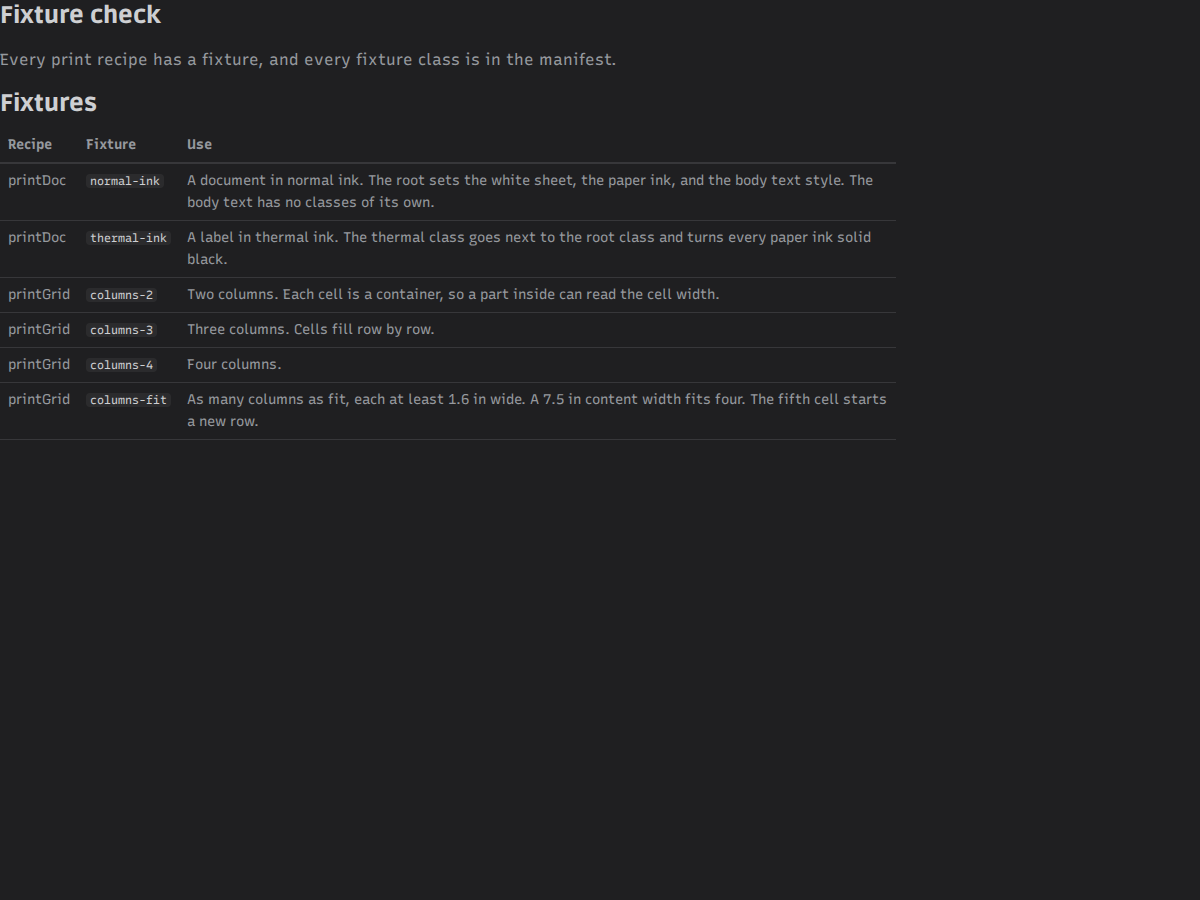 Fixture check
Every print recipe has a fixture, and every fixture class is in the manifest.
Fixtures
Recipe Fixture Use
printDoc normal-ink A document in normal ink. The root sets the white sheet, the paper ink, and the body text style. The
body text has no classes of its own.
printDoc thermal-ink A label in thermal ink. The thermal class goes next to the root class and turns every paper ink solid
black.
printGrid columns-2 Two columns. Each cell is a container, so a part inside can read the cell width.
printGrid columns-3 Three columns. Cells fill row by row.
printGrid columns-4 Four columns.
printGrid columns-fit As many columns as fit, each at least 1.6 in wide. A 7.5 in content width fits four. The fifth cell starts
a new row.